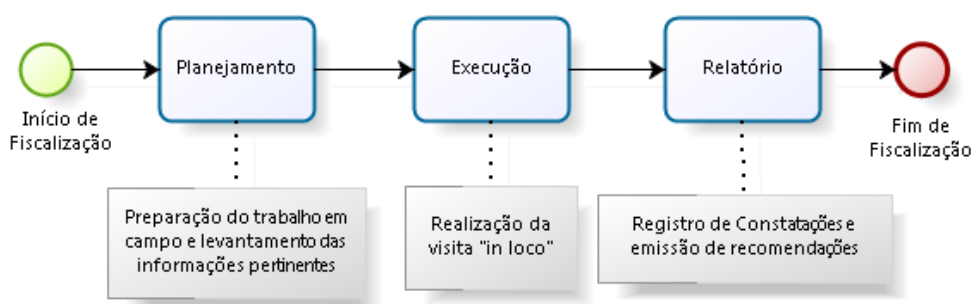 Planejamento
Execução
Relatório
Início de
Fiscalização
Fim de
Fiscalização
Preparação do trabalho em
campo e levantamento das
informações pertinentes
Realização da
visita "in loco"
Registro de Constatações e
emissão de recomendações